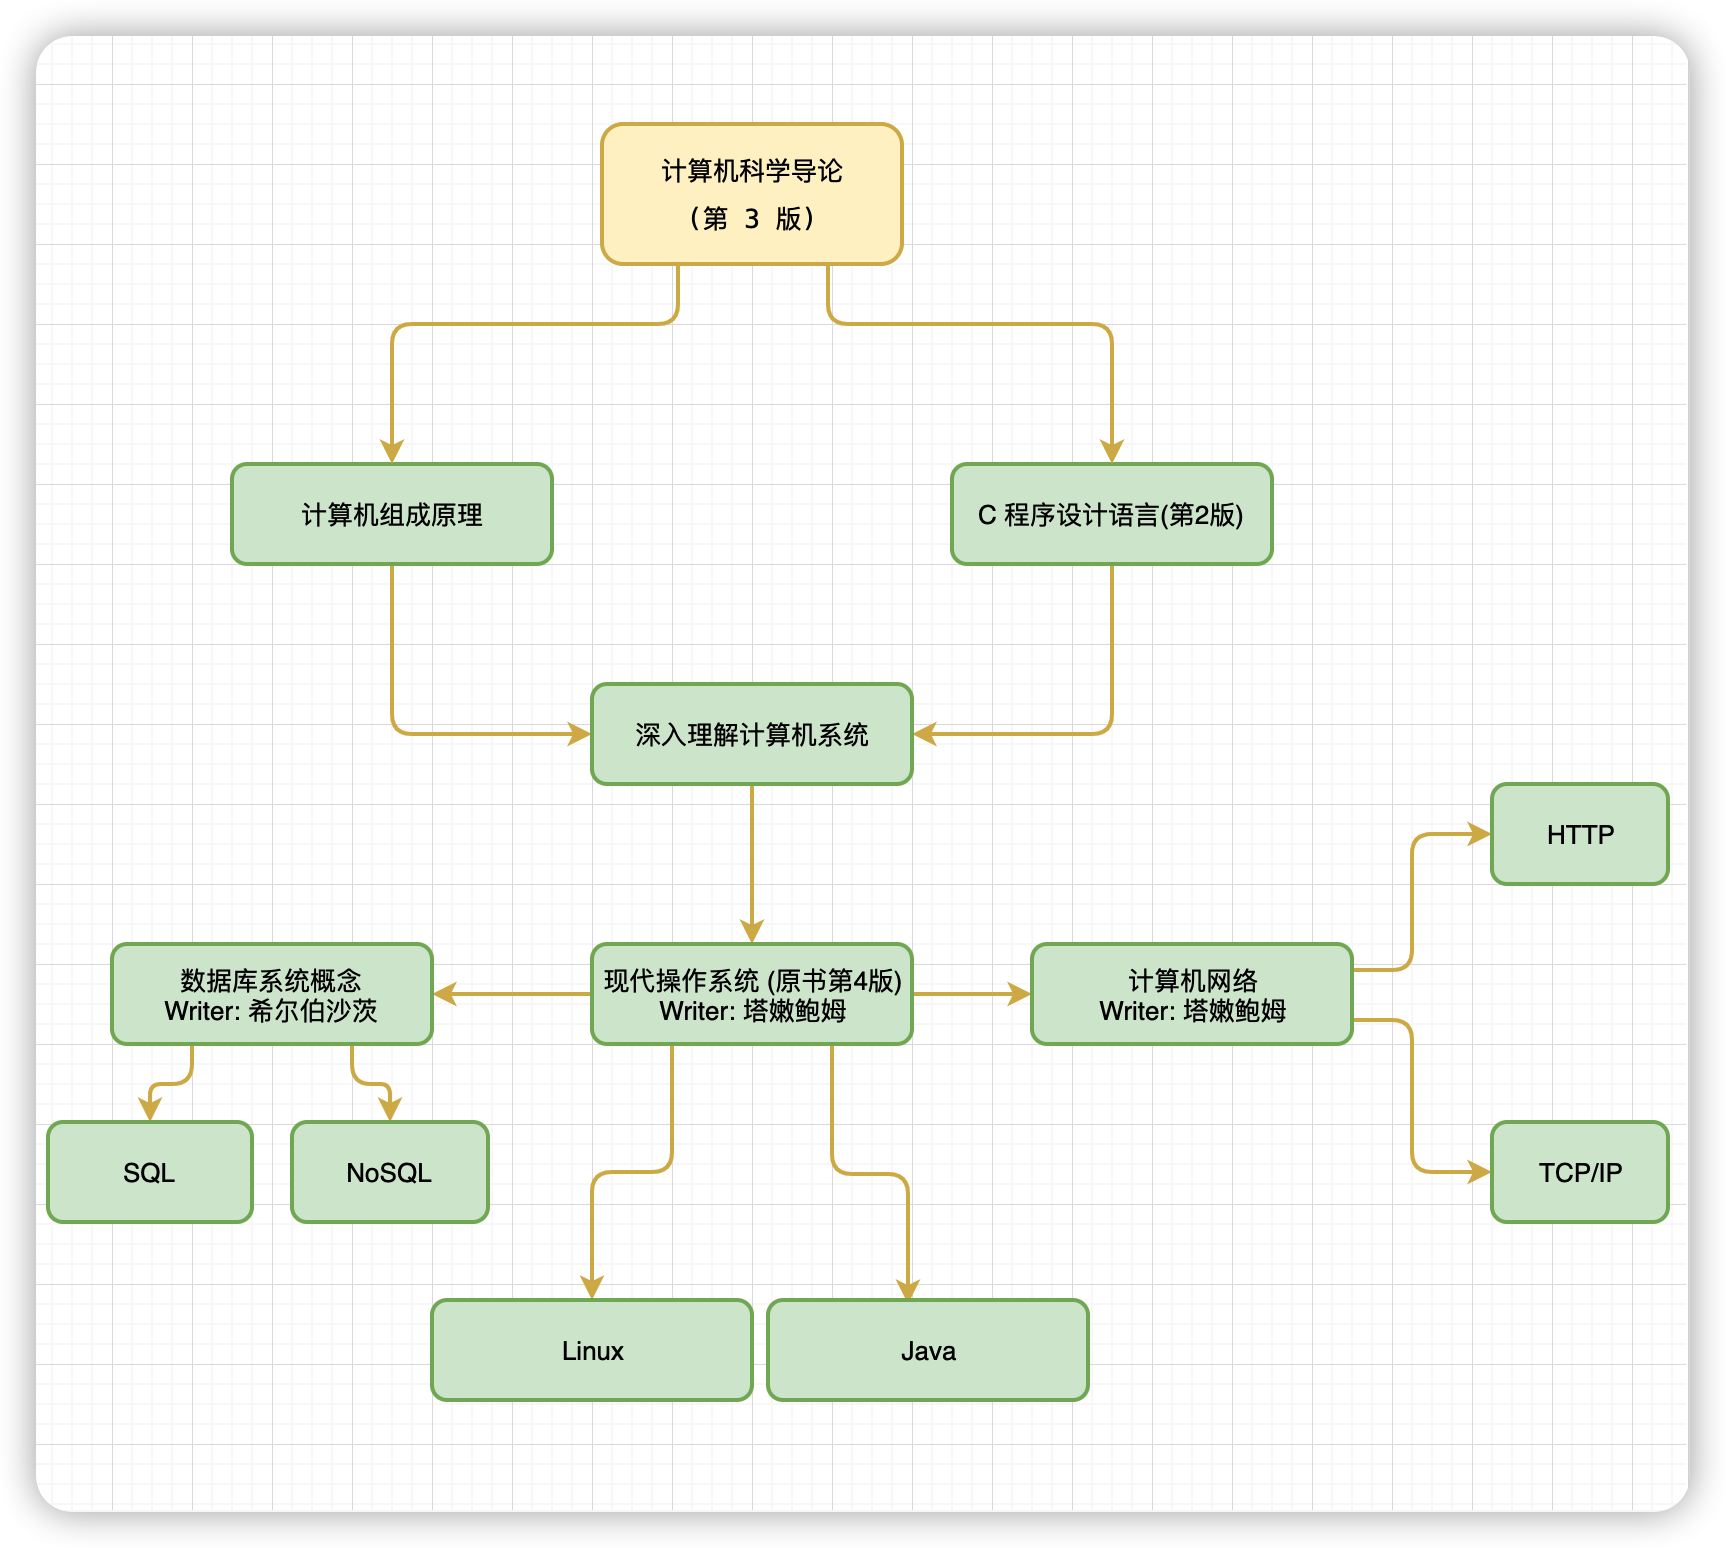 计算机科学导论
(第 3 版)
计算机组成原理
C 程序设计语言(第2版)
深入理解计算机系统
HTTP
数据库系统概念
Writer: 希尔伯沙茨
现代操作系统 (原书第4版)
Writer: 塔嫩鲍姆
计算机网络
Writer: 塔嫩鲍姆
SQL
NoSQL
TCP/IP
Linux
Java